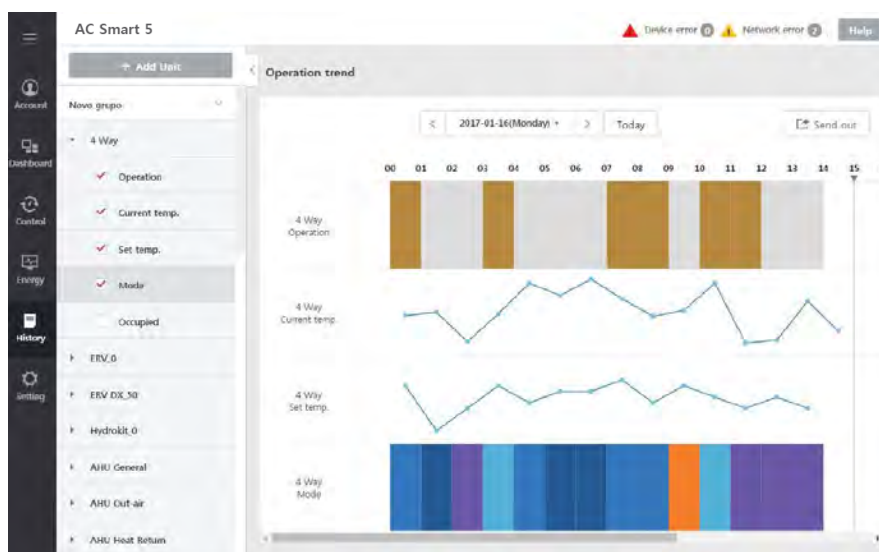 AC Smart 5
Device error 0
Network error 2
Help
+ Add Unit
Operation trend
Account
Novo grupo
2017-01-16(Monday)
Today
Send out
4 Way
Dashboard
00 01 02 03 04 05 06 07 08 09 10 11 12 13 14 15
Operation
Control
Current temp.
4 Way
Operation
Set temp.
Energy
Mode
4 Way
Current temp.
History
Occupied
ERV_0
Setting
ERV DX_50
4 Way
Set temp.
Hydrokit_0
AHU General
4 Way
Mode
AHU Out-air
AHU Heat Return